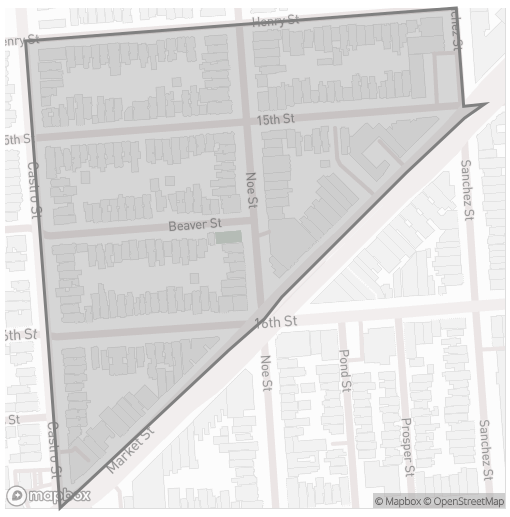 Henry St
enry St
chez St
15th St
5th St
Castro St
Noe St
Sanchez St
Beaver St
16th St
6th St
Noe St
Pond St
Prosper St
Sanchez St
Market St
Castro St
St
mapbox
© Mapbox © OpenStreetMap